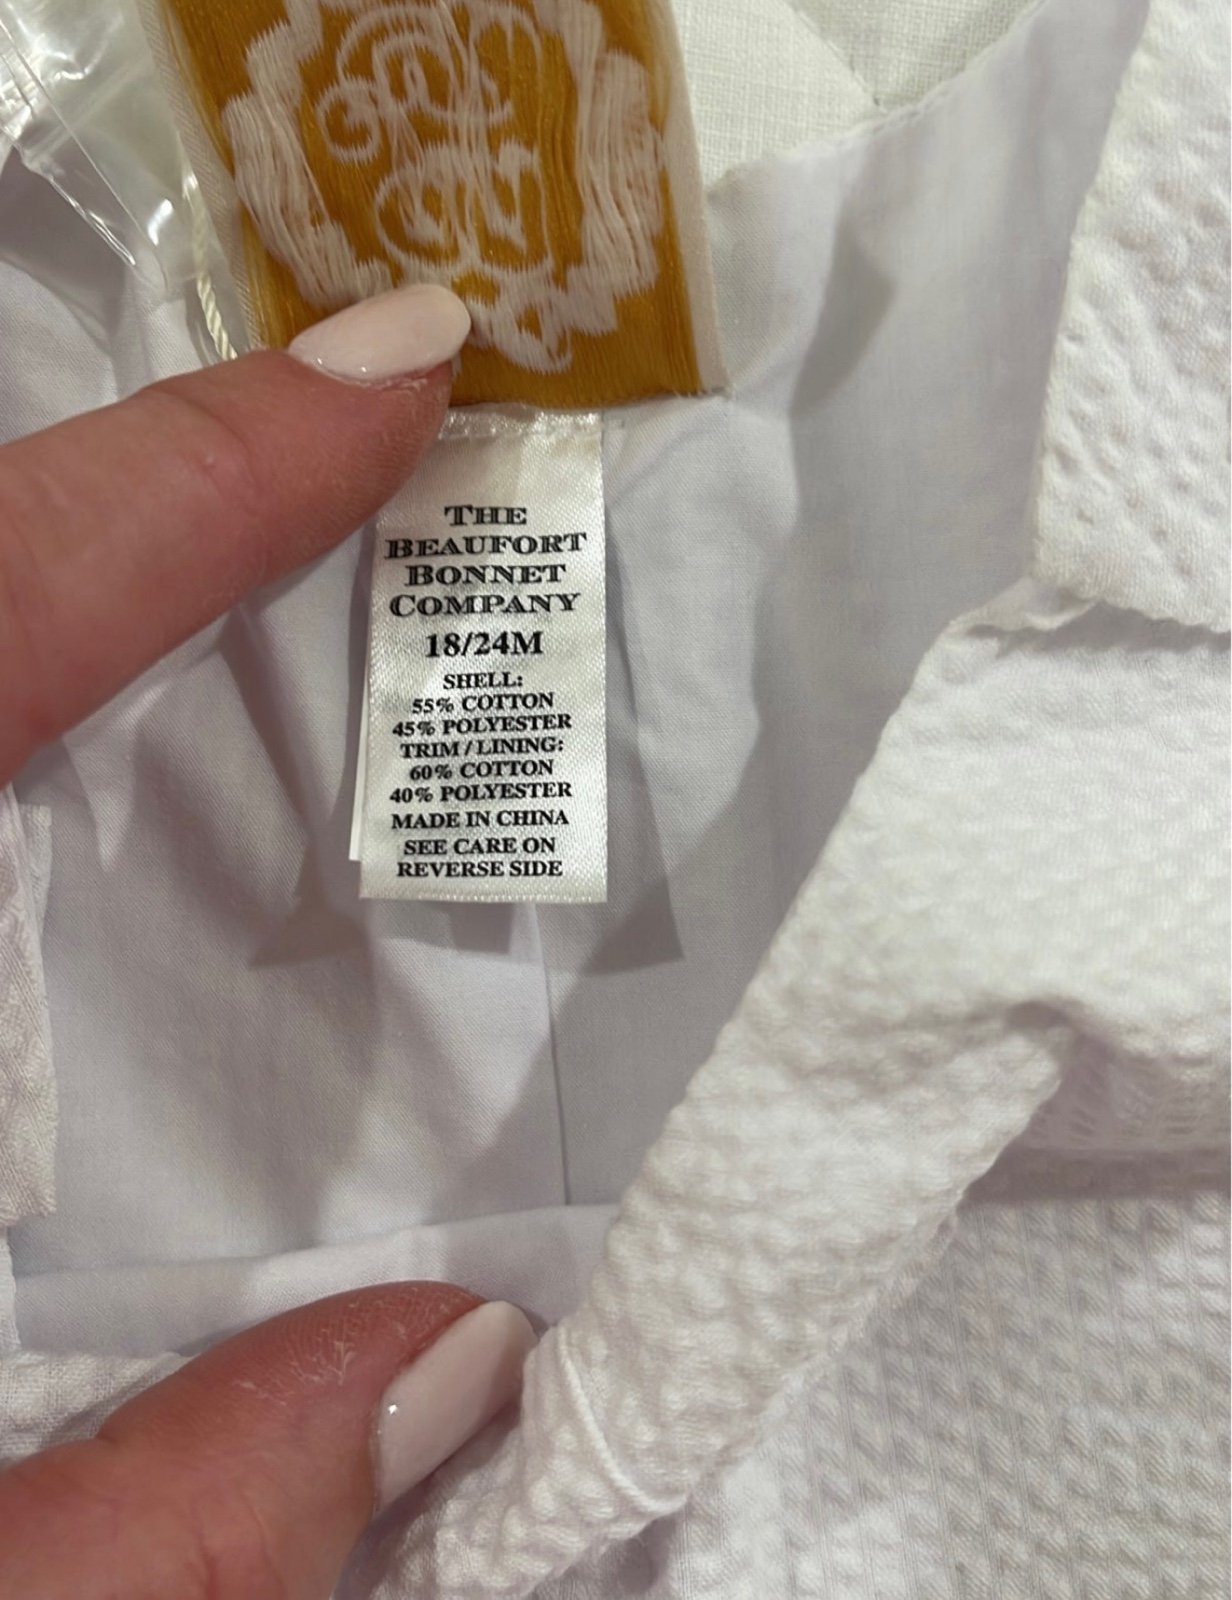 THE
BEAUFORT
BONNET
COMPANY
18/24M
SHELL:
55% COTTON
45% POLYESTER
TRIM / LINING:
60% COTTON
40% POLYESTER
MADE IN CHINA
SEE CARE ON
REVERSE SIDE